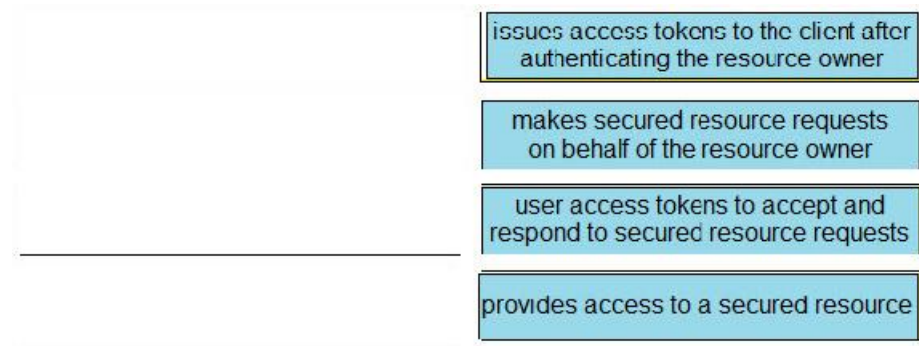 issues access tokens to the client after
authenticating the resource owner
makes secured resource requests
on behalf of the resource owner
user access tokens to accept and
respond to secured resource requests
provides access to a secured resource